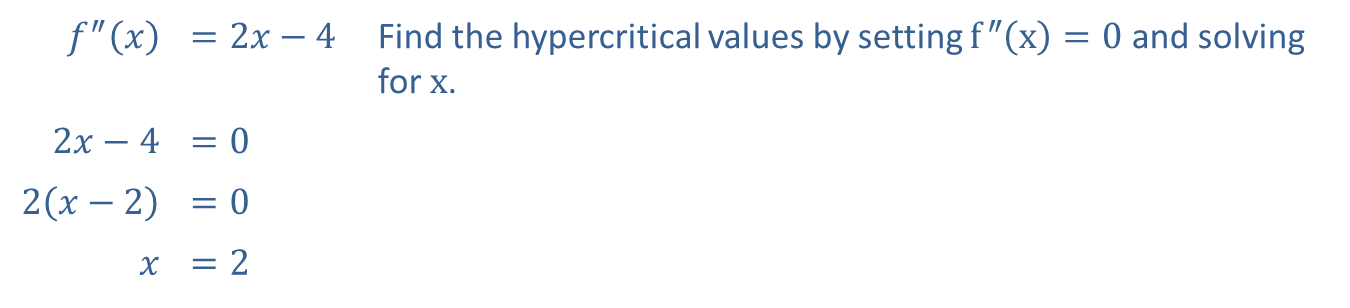 f″(x) = 2x − 4 Find the hypercritical values by setting f″(x) = 0 and solving
for x.
2x − 4 = 0
2(x − 2) = 0
x = 2